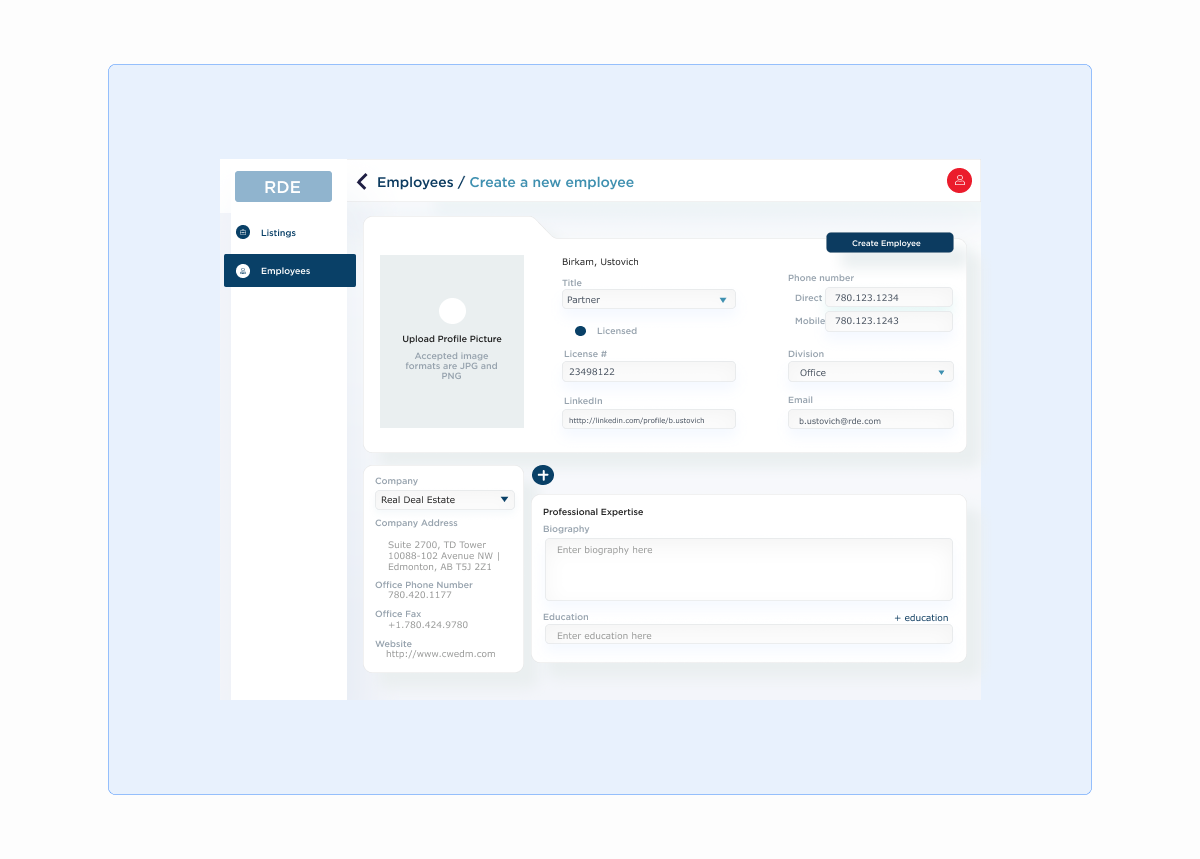 RDE
Employees / Create a new employee
Listings
Employees
Create Employee
Upload Profile Picture
Accepted image
formats are JPG and
PNG
Birkam, Ustovich
Title
Partner
Licensed
License #
23498122
LinkedIn
htttp://linkedin.com/profile/b.ustovich
Phone number
Direct 780.123.1234
Mobile 780.123.1243
Division
Office
Email
b.ustovich@rde.com
Company
Real Deal Estate
Company Address
Suite 2700, TD Tower
10088-102 Avenue NW |
Edmonton, AB T5J 2Z1
Office Phone Number
780.420.1177
Office Fax
+1.780.424.9780
Website
http://www.cwedm.com
Professional Expertise
Biography
Enter biography here
Education
+ education
Enter education here